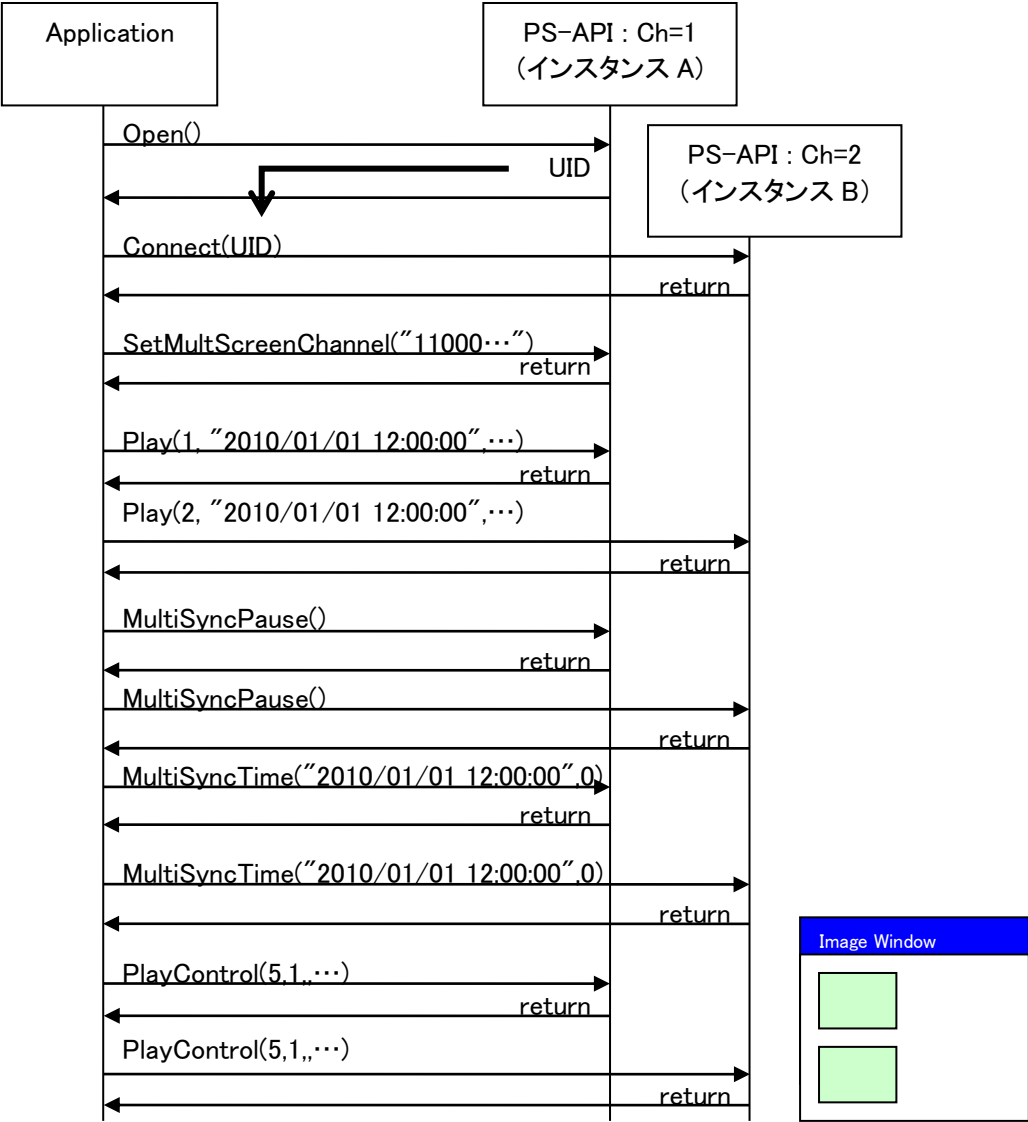 Application
PS-API : Ch=1
（インスタンス A）
Open()
UID
PS-API : Ch=2
（インスタンス B）
Connect(UID)
return
SetMultScreenChannel("11000…")
return
Play(1, "2010/01/01 12:00:00",…)
return
Play(2, "2010/01/01 12:00:00",…)
return
MultiSyncPause()
return
MultiSyncPause()
return
MultiSyncTime("2010/01/01 12:00:00",0)
return
MultiSyncTime("2010/01/01 12:00:00",0)
return
Image Window
PlayControl(5,1,,…)
return
PlayControl(5,1,,…)
return